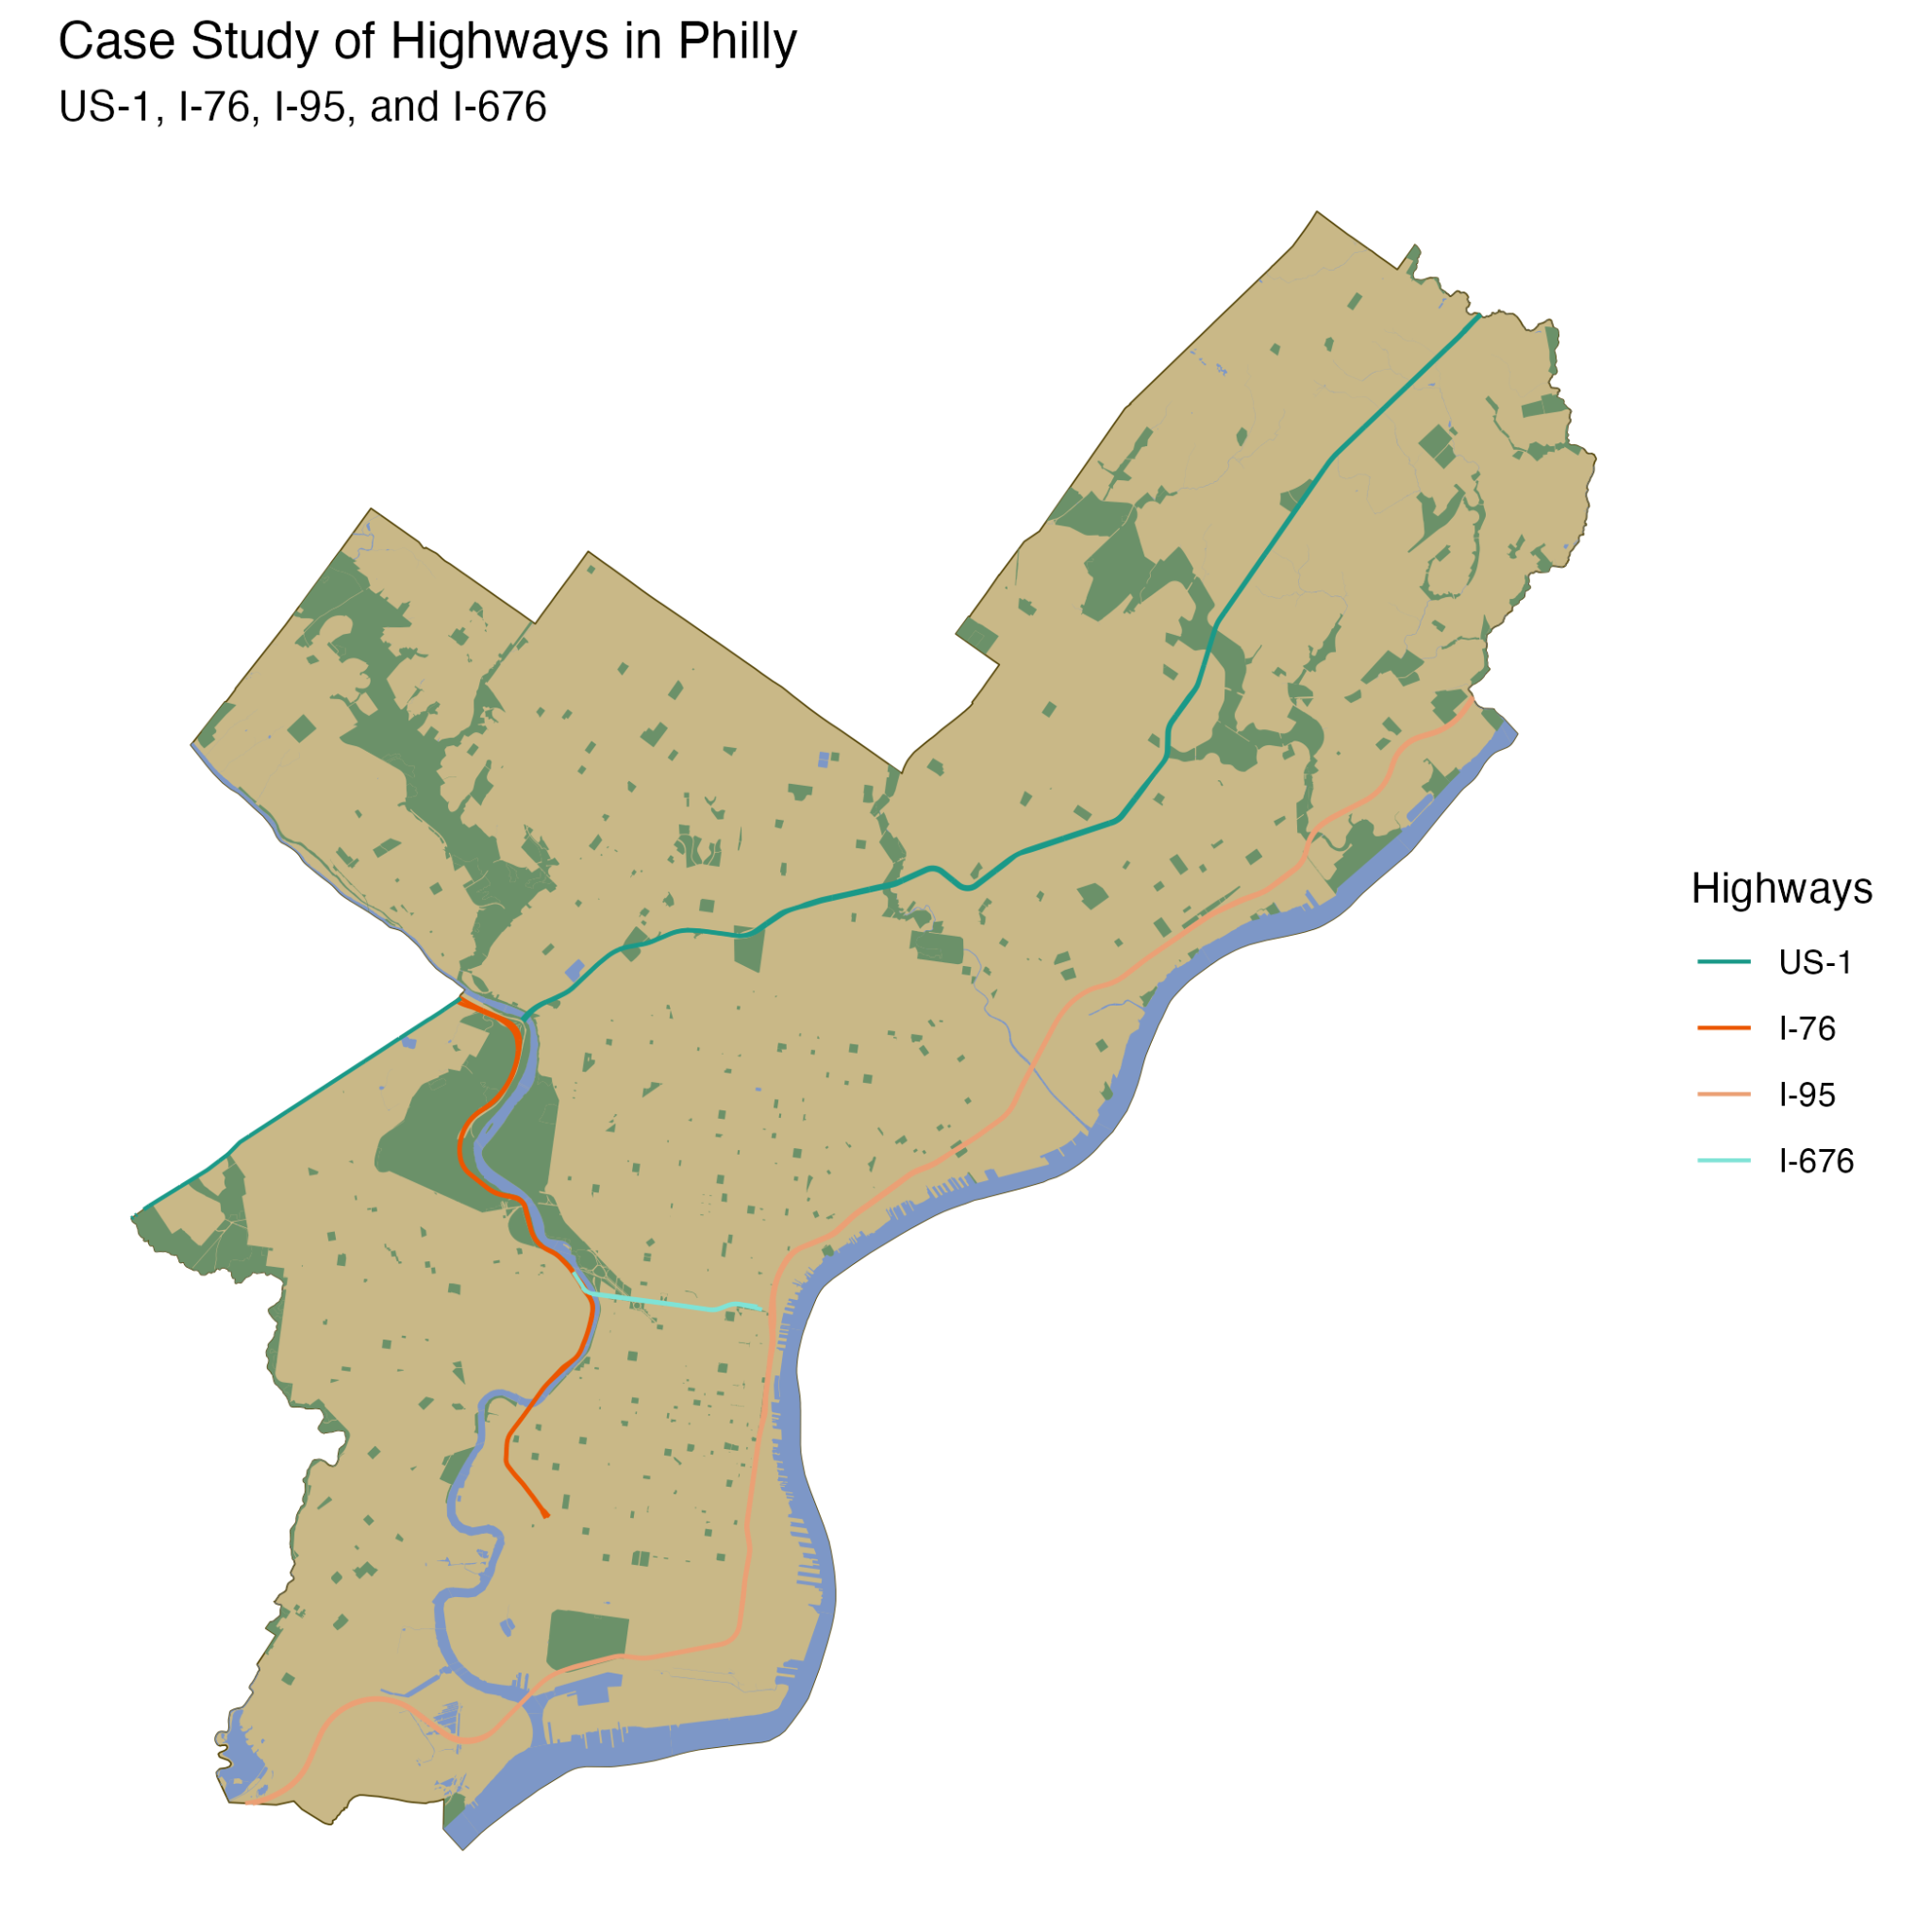 Case Study of Highways in Philly
US-1, I-76, I-95, and I-676
Highways
US-1
I-76
I-95
I-676